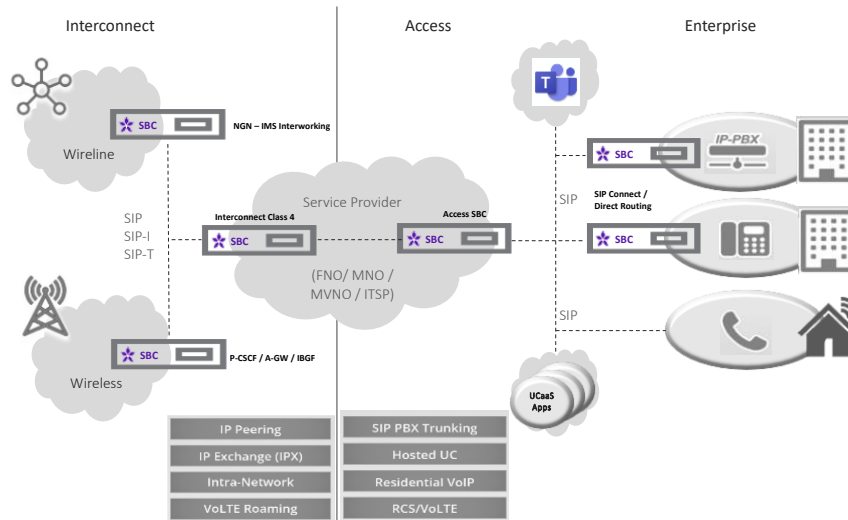 Interconnect
Access
Enterprise
T
SBC
NGN – IMS Interworking
Wireline
SBC
IP-PBX
SIP Connect /
Direct Routing
SIP
SIP
SIP-I
SIP-T
Service Provider
Interconnect Class 4
SBC
Access SBC
SBC
SBC
(FNO/ MNO /
MVNO / ITSP)
SIP
SBC
P-CSCF / A-GW / IBGF
Wireless
UCaaS
Apps
IP Peering
IP Exchange (IPX)
Intra-Network
VoLTE Roaming
SIP PBX Trunking
Hosted UC
Residential VoIP
RCS/VoLTE